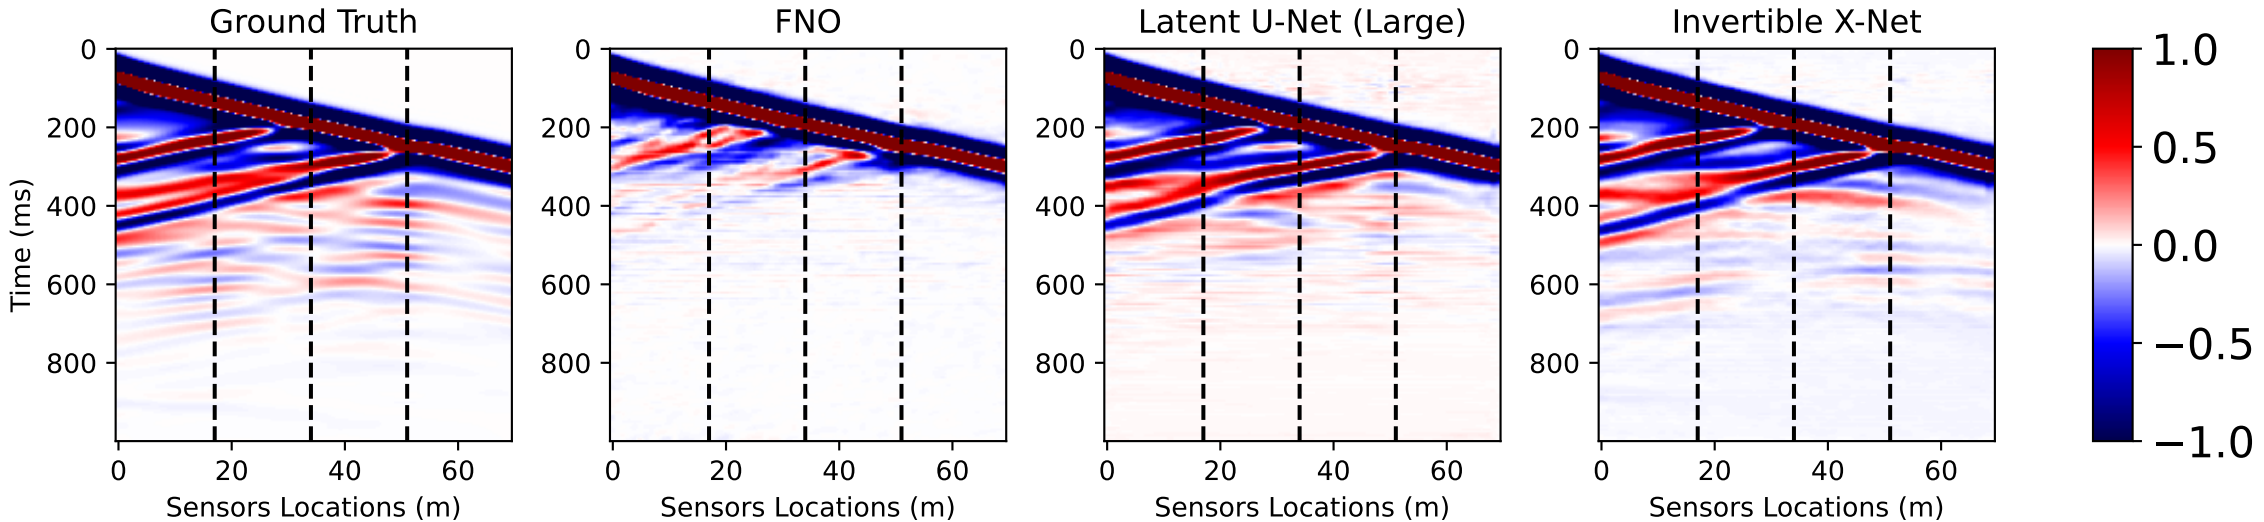 Ground Truth
FNO
Latent U-Net (Large)
Invertible X-Net
0
200
400
600
800
0
200
400
600
800
0
200
400
600
800
0
200
400
600
800
Time (ms)
0 20 40 60
0 20 40 60
0 20 40 60
0 20 40 60
Sensors Locations (m)
Sensors Locations (m)
Sensors Locations (m)
Sensors Locations (m)
1.0
0.5
0.0
−0.5
−1.0